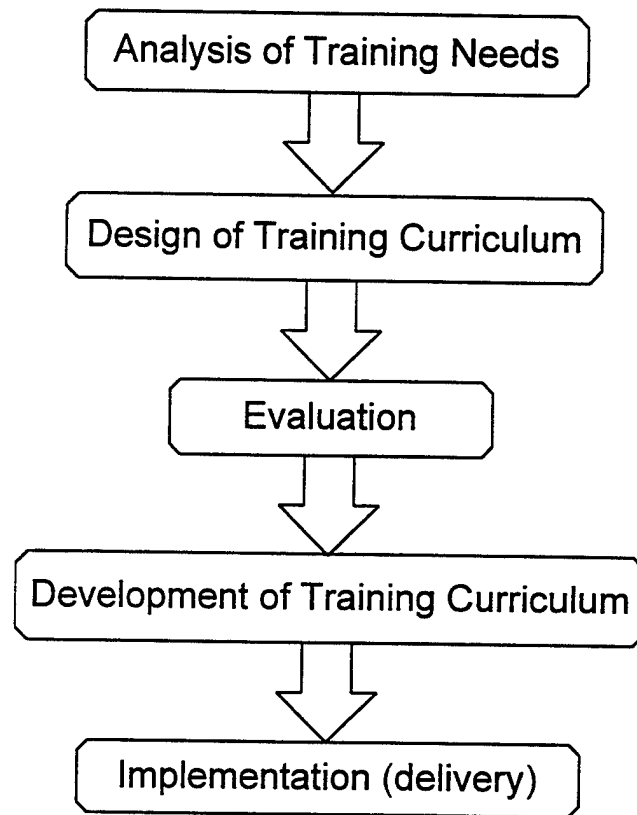 Analysis of Training Needs
Design of Training Curriculum
Evaluation
Development of Training Curriculum
Implementation (delivery)